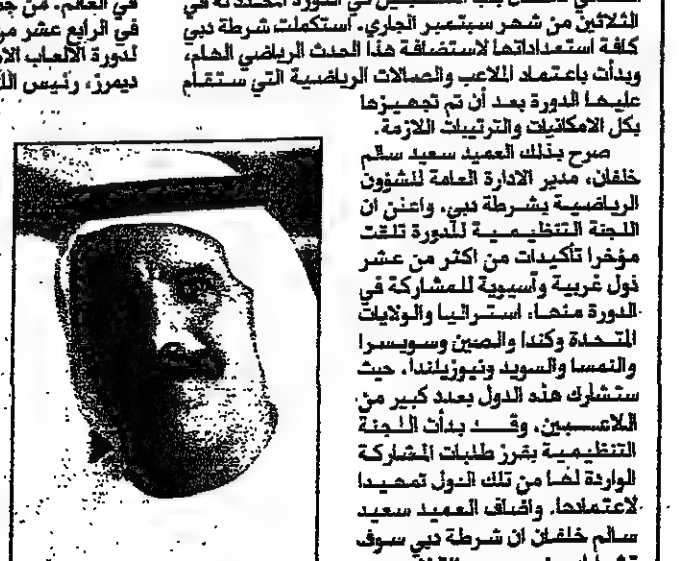 الثلاثين من شهر سبتمبر الجاري. استكملت شرطة دبي
كافة استعداداتها لاستضافة هذا الحدث الرياضي الهام،
وبدأت باعتماد الملاعب والصالات الرياضية التي ستقام
عليها الدورة بعد أن تم تجهيزها
بكل الامكانيات والترتيبات اللازمة.
صرح بذلك العميد سعيد سالم
خلفان، مدير الادارة العامة للشؤون
الرياضية بشرطة دبي. واعلن ان
اللجنة التنظيمية للدورة تلقت
مؤخرا تأكيدات من اكثر من عشر
دول غربية وآسيوية للمشاركة في
الدورة منها: استراليا والولايات
المتحدة وكندا والصين وسويسرا
والنمسا والسويد ونيوزيلندا، حيث
ستشارك هذه الدول بعدد كبير من
اللاعبين. وقد بدأت اللجنة
التنظيمية بفرز طلبات المشاركة
الواردة لها من تلك الدول تمهيدا
لاعتمادها. واضاف العميد سعيد
سالم خلفان ان شرطة دبي سوف
في العالم. من
في الرابع عشر من
لدورة الالعاب
ديمرز، رئيس